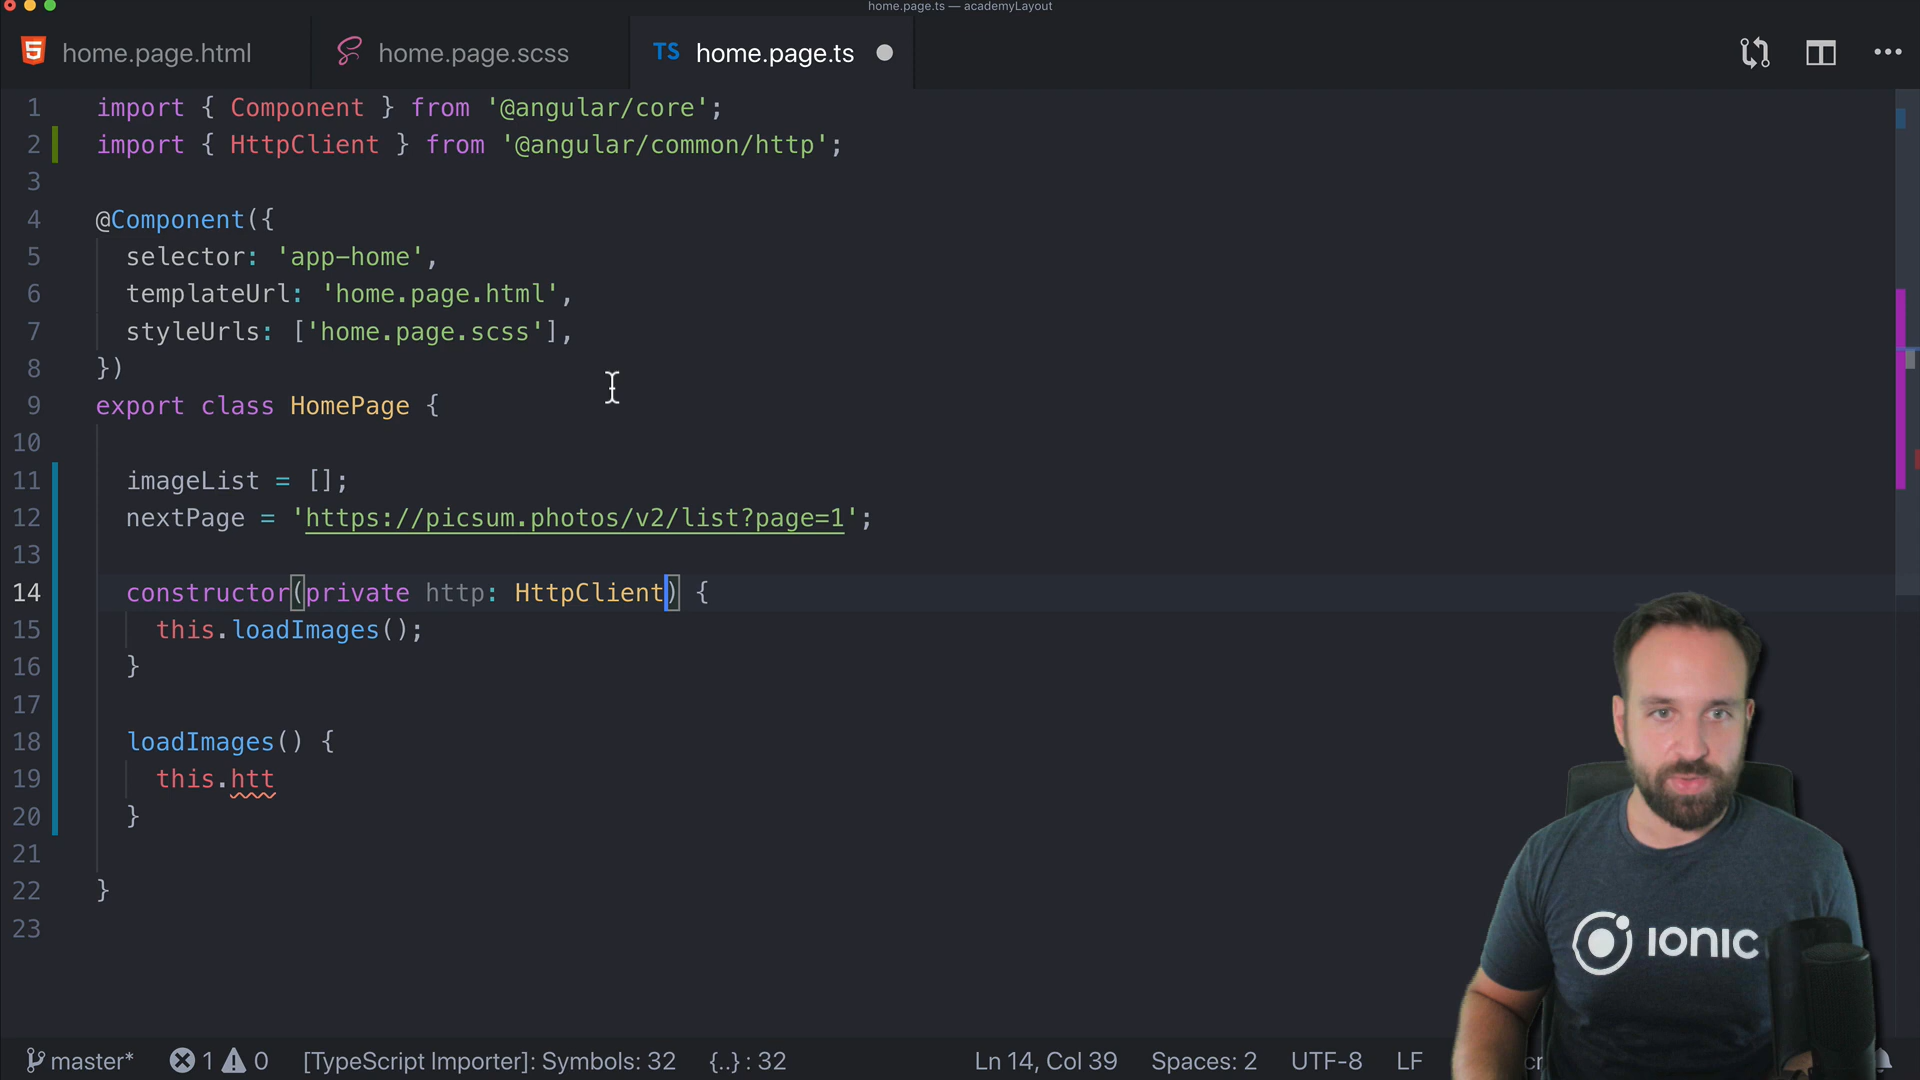 home.page.ts — academyLayout
home.page.html
home.page.scss
TS home.page.ts
1 import { Component } from '@angular/core';
2 import { HttpClient } from '@angular/common/http';
3
4 @Component({
5 selector: 'app-home',
6 templateUrl: 'home.page.html',
7 styleUrls: ['home.page.scss'],
8 })
9 export class HomePage {
10
11 imageList = [];
12 nextPage = 'https://picsum.photos/v2/list?page=1';
13
14 constructor(private http: HttpClient) {
15 this.loadImages();
16 }
17
18 loadImages() {
19 this.htt
20 }
21
22 }
23
IONIC
master* 1 0 [TypeScript Importer]: Symbols: 32 {..} : 32 Ln 14, Col 39 Spaces: 2 UTF-8 LF